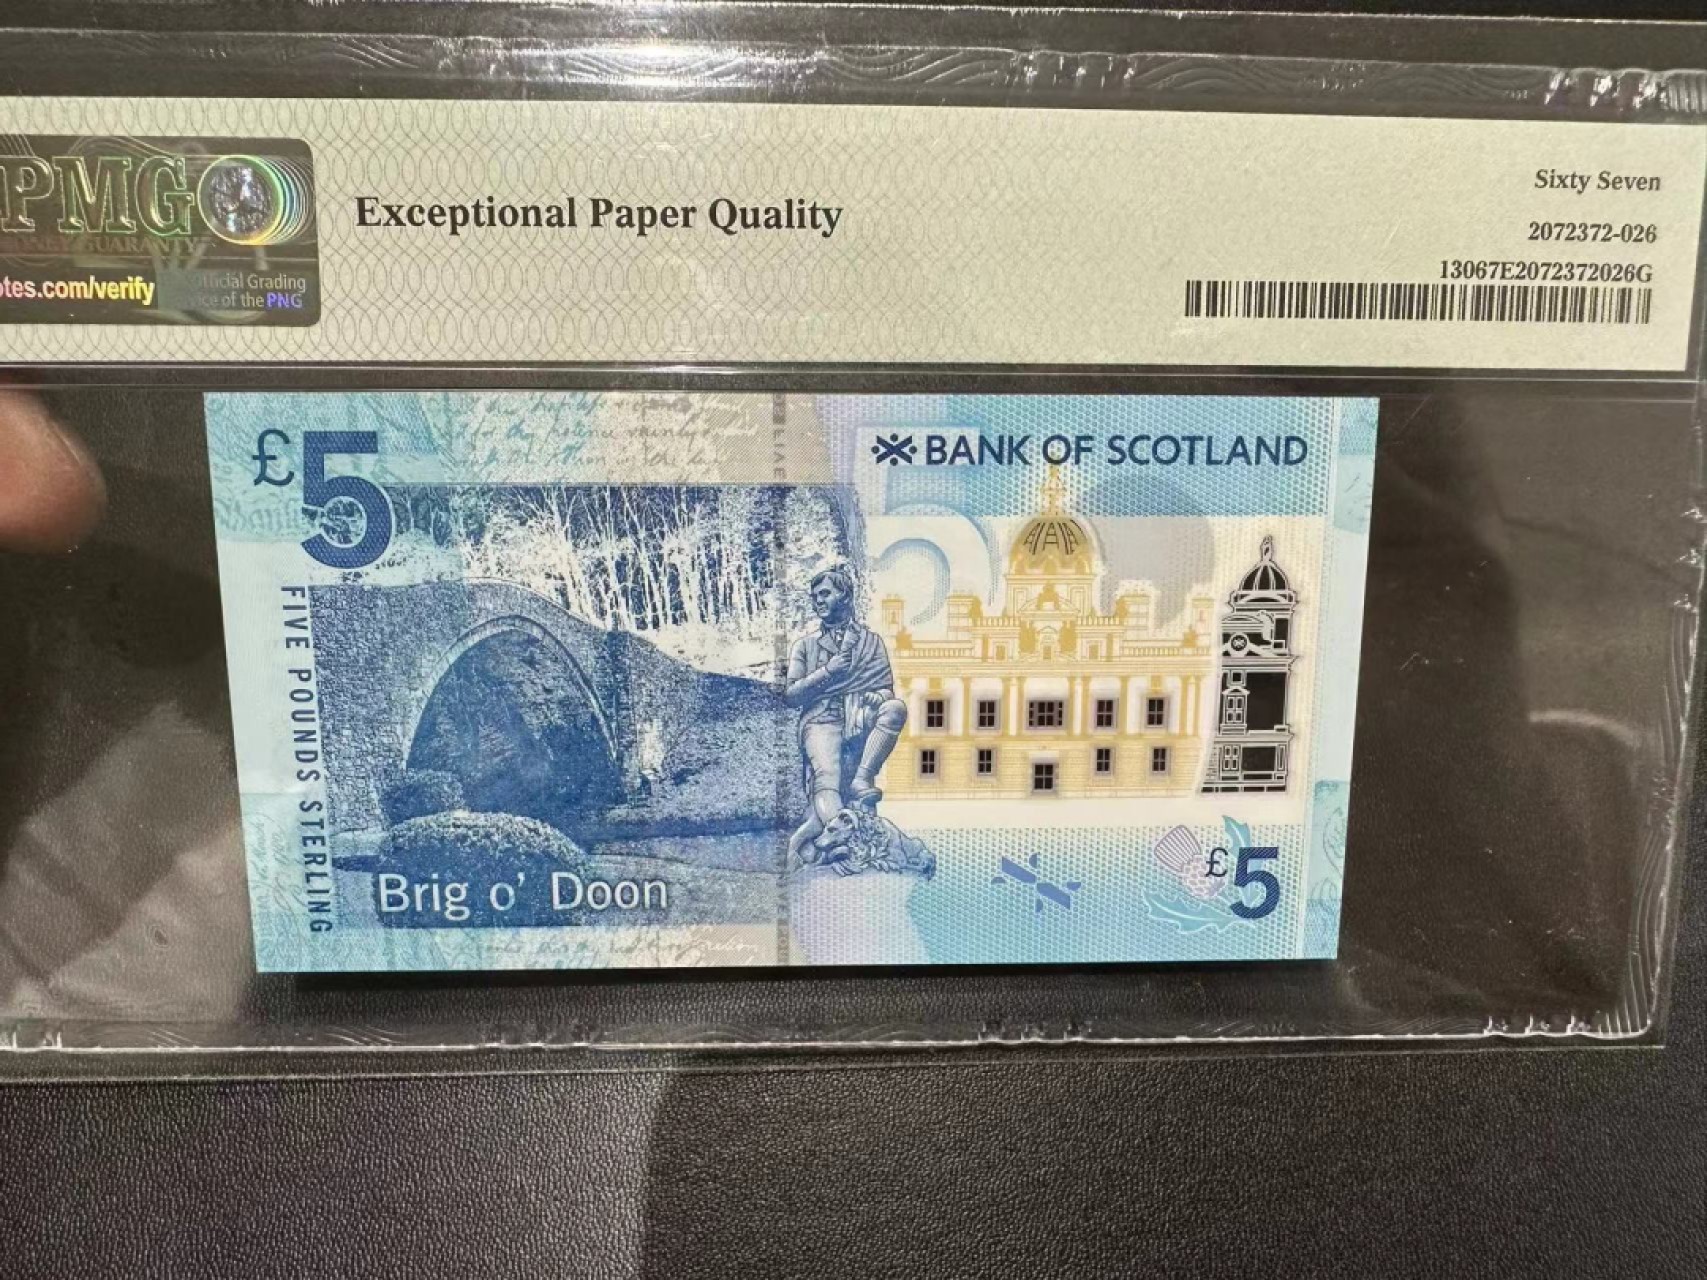 PMG
Exceptional Paper Quality
Sixty Seven
2072372-026
13067E2072372026G
tes.com/verify
Official Grading
of the PNG
£5
BANK OF SCOTLAND
FIVE POUNDS STERLING
Brig o' Doon
£5